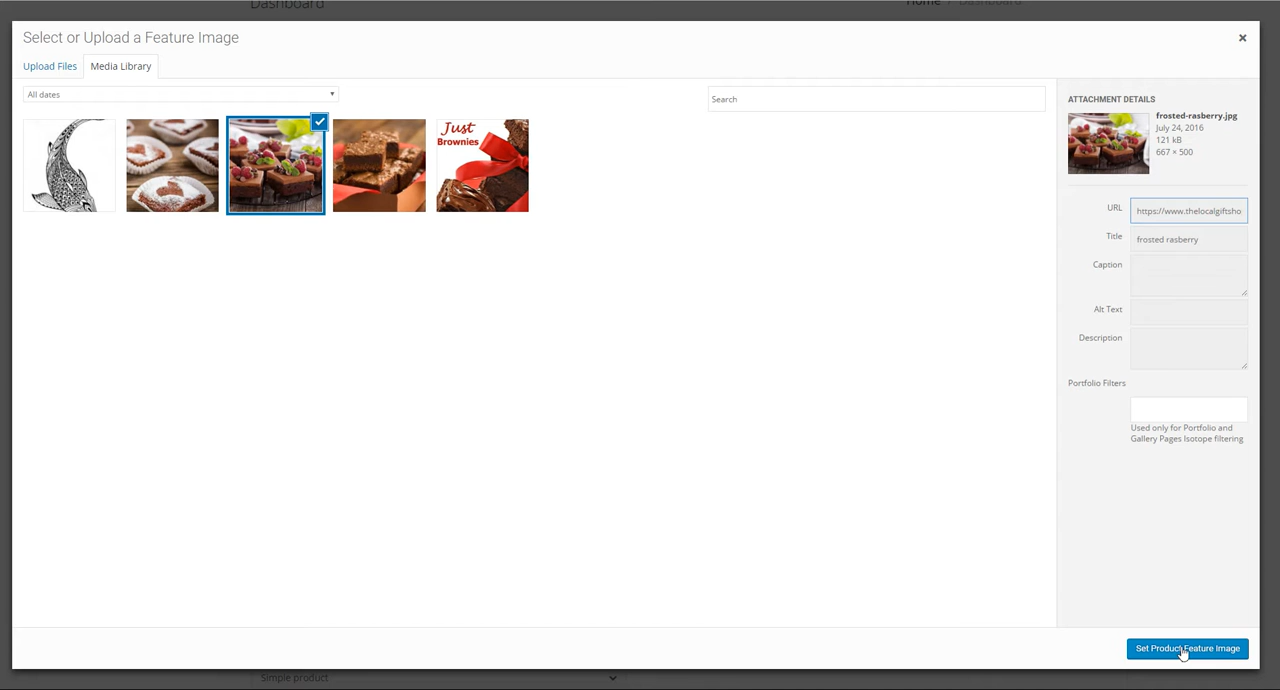 Dashboard
Home / Dashboard
Select or Upload a Feature Image
×
Upload Files
Media Library
All dates
Search
Just
Brownies
ATTACHMENT DETAILS
frosted-rasberry.jpg
July 24, 2016
121 kB
667 × 500
URL
https://www.thelocalgiftsho
Title
frosted rasberry
Caption
Alt Text
Description
Portfolio Filters
Used only for Portfolio and
Gallery Pages Isotope filtering
Set Product Feature Image
Simple product